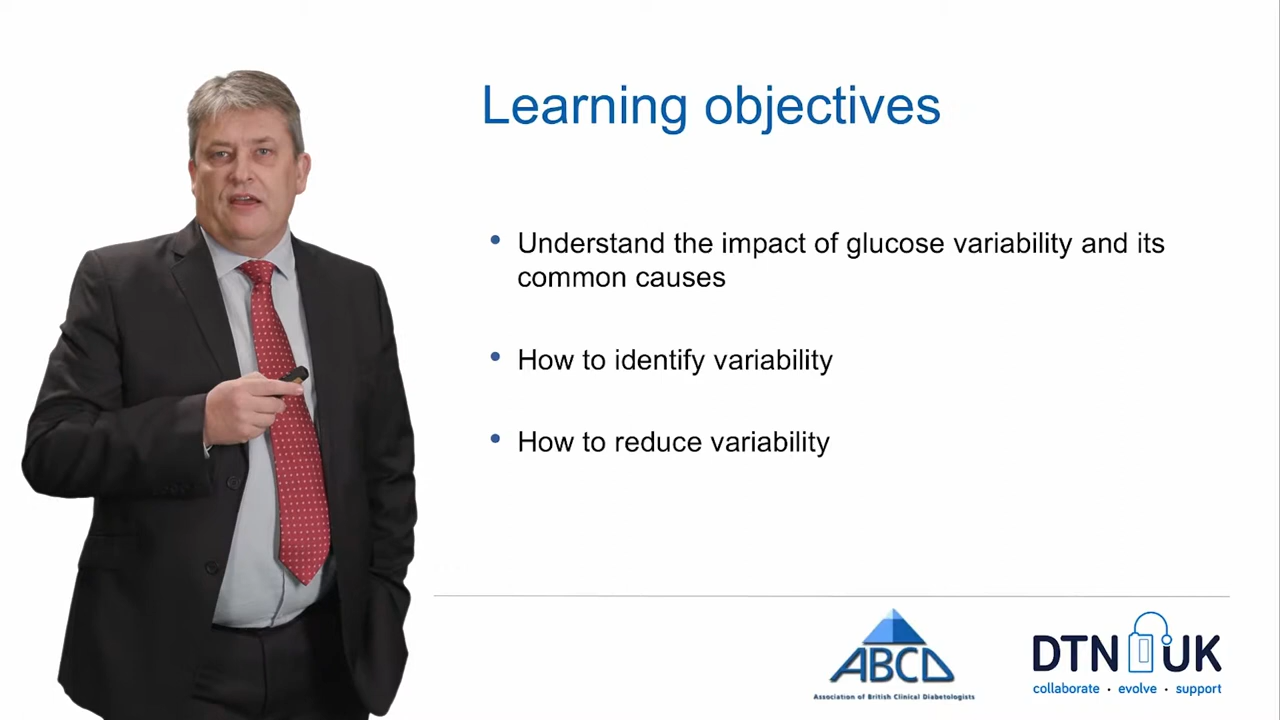 Learning objectives
• Understand the impact of glucose variability and its
common causes
• How to identify variability
• How to reduce variability
ABCD
Association of British Clinical Diabetologists
DTN UK
collaborate · evolve · support